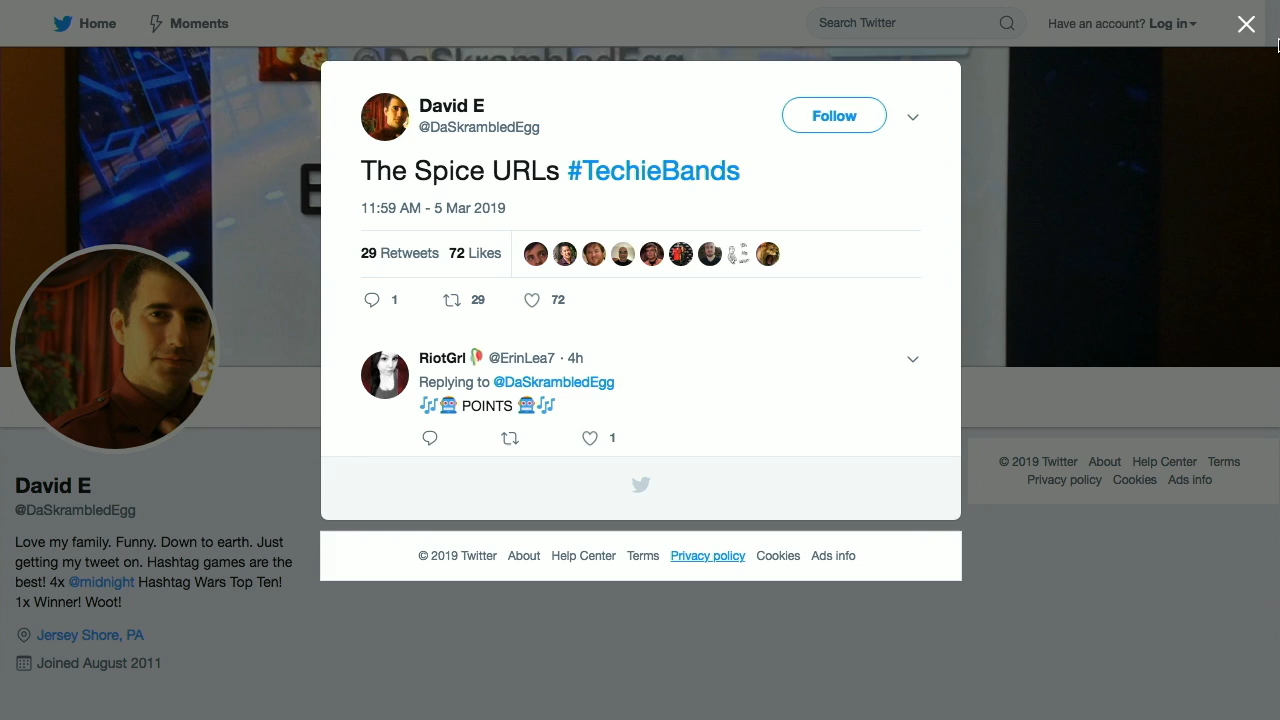 Home
Moments
Search Twitter
Have an account? Log in
@DaSkrambledEgg
David E
@DaSkrambledEgg
Follow
The Spice URLs #TechieBands
11:59 AM - 5 Mar 2019
29 Retweets 72 Likes
1 29 72
RiotGrl @ErinLea7 · 4h
Replying to @DaSkrambledEgg
🎶🤖 POINTS 🤖🎶
1
© 2019 Twitter About Help Center Terms Privacy policy Cookies Ads info
David E
@DaSkrambledEgg
Love my family. Funny. Down to earth. Just
getting my tweet on. Hashtag games are the
best! 4x @midnight Hashtag Wars Top Ten!
1x Winner! Woot!
Jersey Shore, PA
Joined August 2011
© 2019 Twitter About Help Center Terms
Privacy policy Cookies Ads info